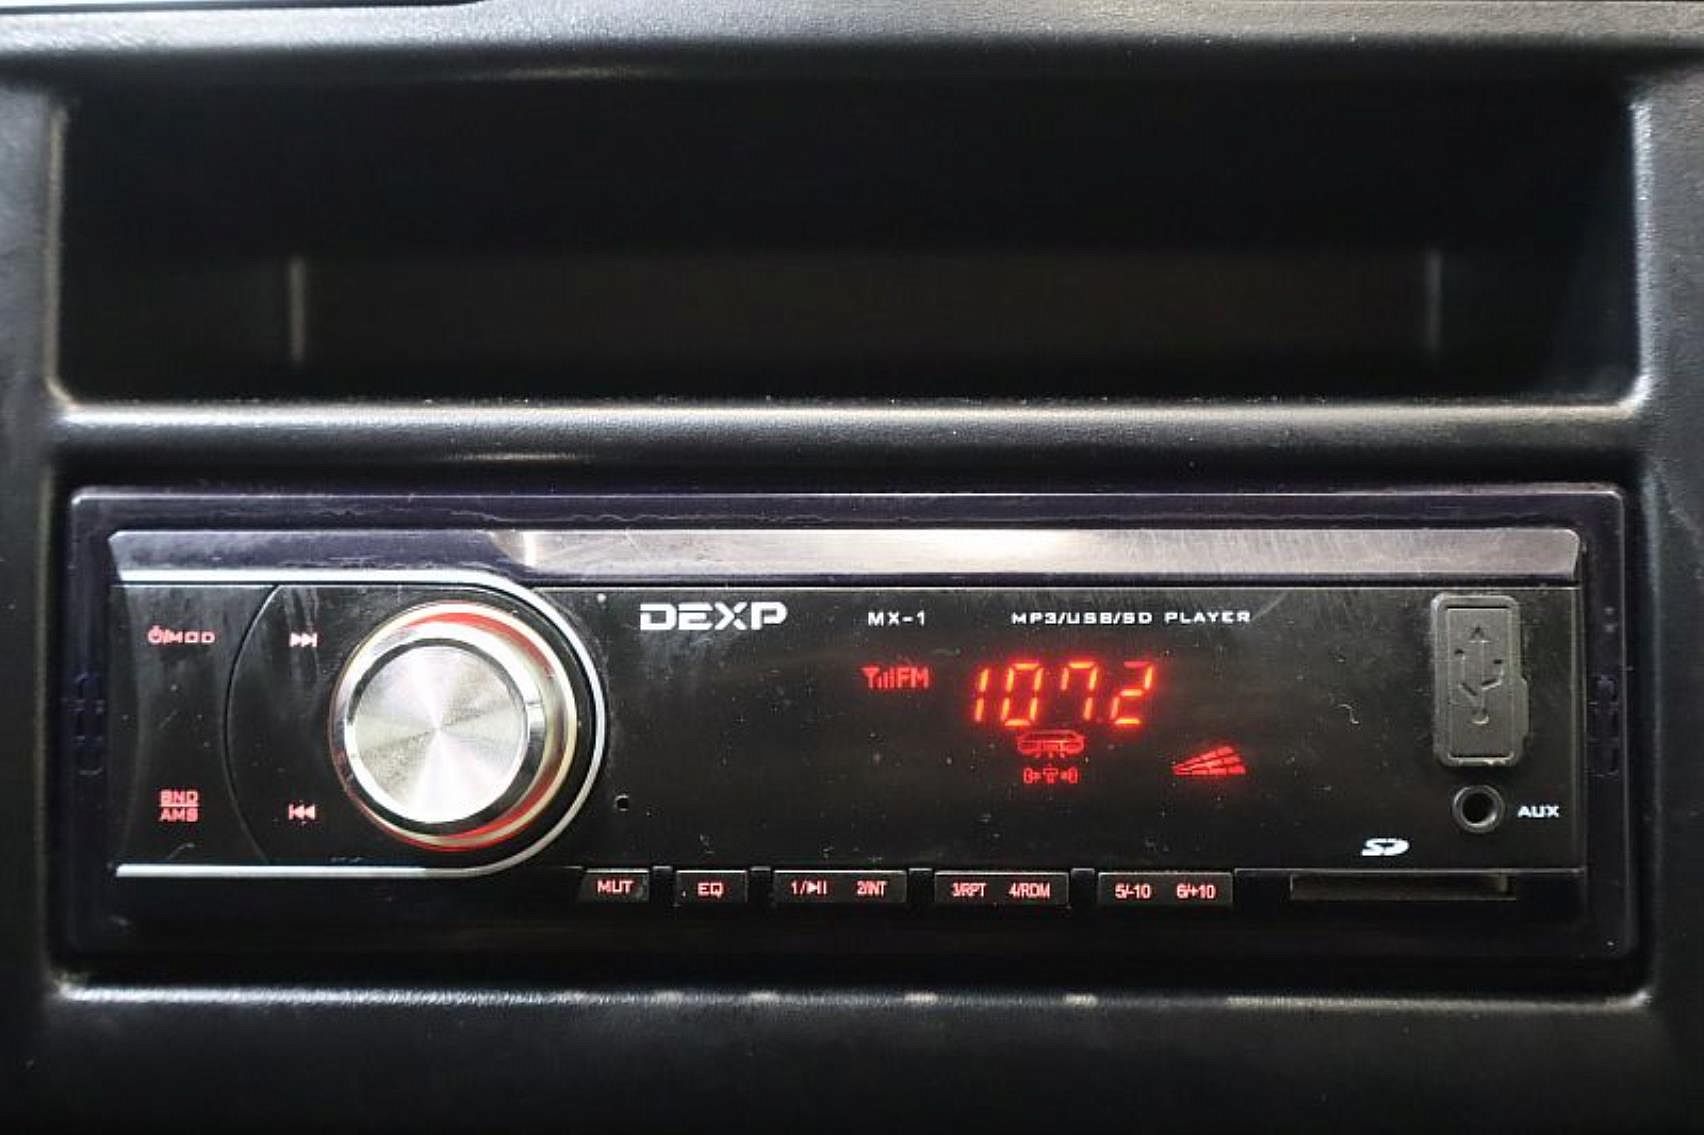 DEXP MX-1 MP3/USB/SD PLAYER
⏻/MOD
FM 1072
BND
AMS
AUX
SD
MUT EQ 1/▶II 2/INT 3/RPT 4/RDM 5/-10 6/+10